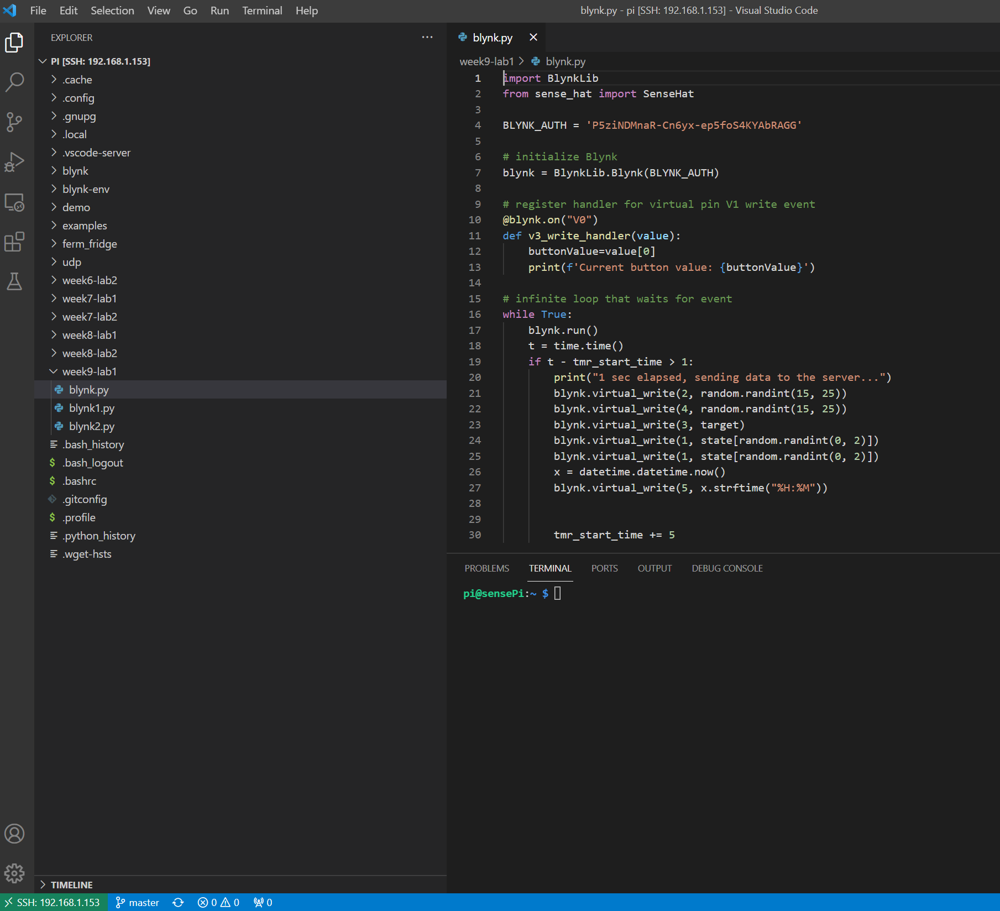 File Edit Selection View Go Run Terminal Help
blynk.py - pi [SSH: 192.168.1.153] - Visual Studio Code
EXPLORER
PI [SSH: 192.168.1.153]
.cache
.config
.gnupg
.local
.vscode-server
blynk
blynk-env
demo
examples
ferm_fridge
udp
week6-lab2
week7-lab1
week7-lab2
week8-lab1
week8-lab2
week9-lab1
blynk.py
blynk1.py
blynk2.py
.bash_history
$ .bash_logout
$ .bashrc
.gitconfig
$ .profile
.python_history
.wget-hsts
TIMELINE
blynk.py
week9-lab1 > blynk.py
1 import BlynkLib
2 from sense_hat import SenseHat
3
4 BLYNK_AUTH = 'P5ziNDMnaR-Cn6yx-ep5foS4KYAbRAGG'
5
6 # initialize Blynk
7 blynk = BlynkLib.Blynk(BLYNK_AUTH)
8
9 # register handler for virtual pin V1 write event
10 @blynk.on("V0")
11 def v3_write_handler(value):
12     buttonValue=value[0]
13     print(f'Current button value: {buttonValue}')
14
15 # infinite loop that waits for event
16 while True:
17     blynk.run()
18     t = time.time()
19     if t - tmr_start_time > 1:
20         print("1 sec elapsed, sending data to the server...")
21         blynk.virtual_write(2, random.randint(15, 25))
22         blynk.virtual_write(4, random.randint(15, 25))
23         blynk.virtual_write(3, target)
24         blynk.virtual_write(1, state[random.randint(0, 2)])
25         blynk.virtual_write(1, state[random.randint(0, 2)])
26         x = datetime.datetime.now()
27         blynk.virtual_write(5, x.strftime("%H:%M"))
28
29
30         tmr_start_time += 5
PROBLEMS TERMINAL PORTS OUTPUT DEBUG CONSOLE
pi@sensePi:~ $
SSH: 192.168.1.153 master 0 0 0